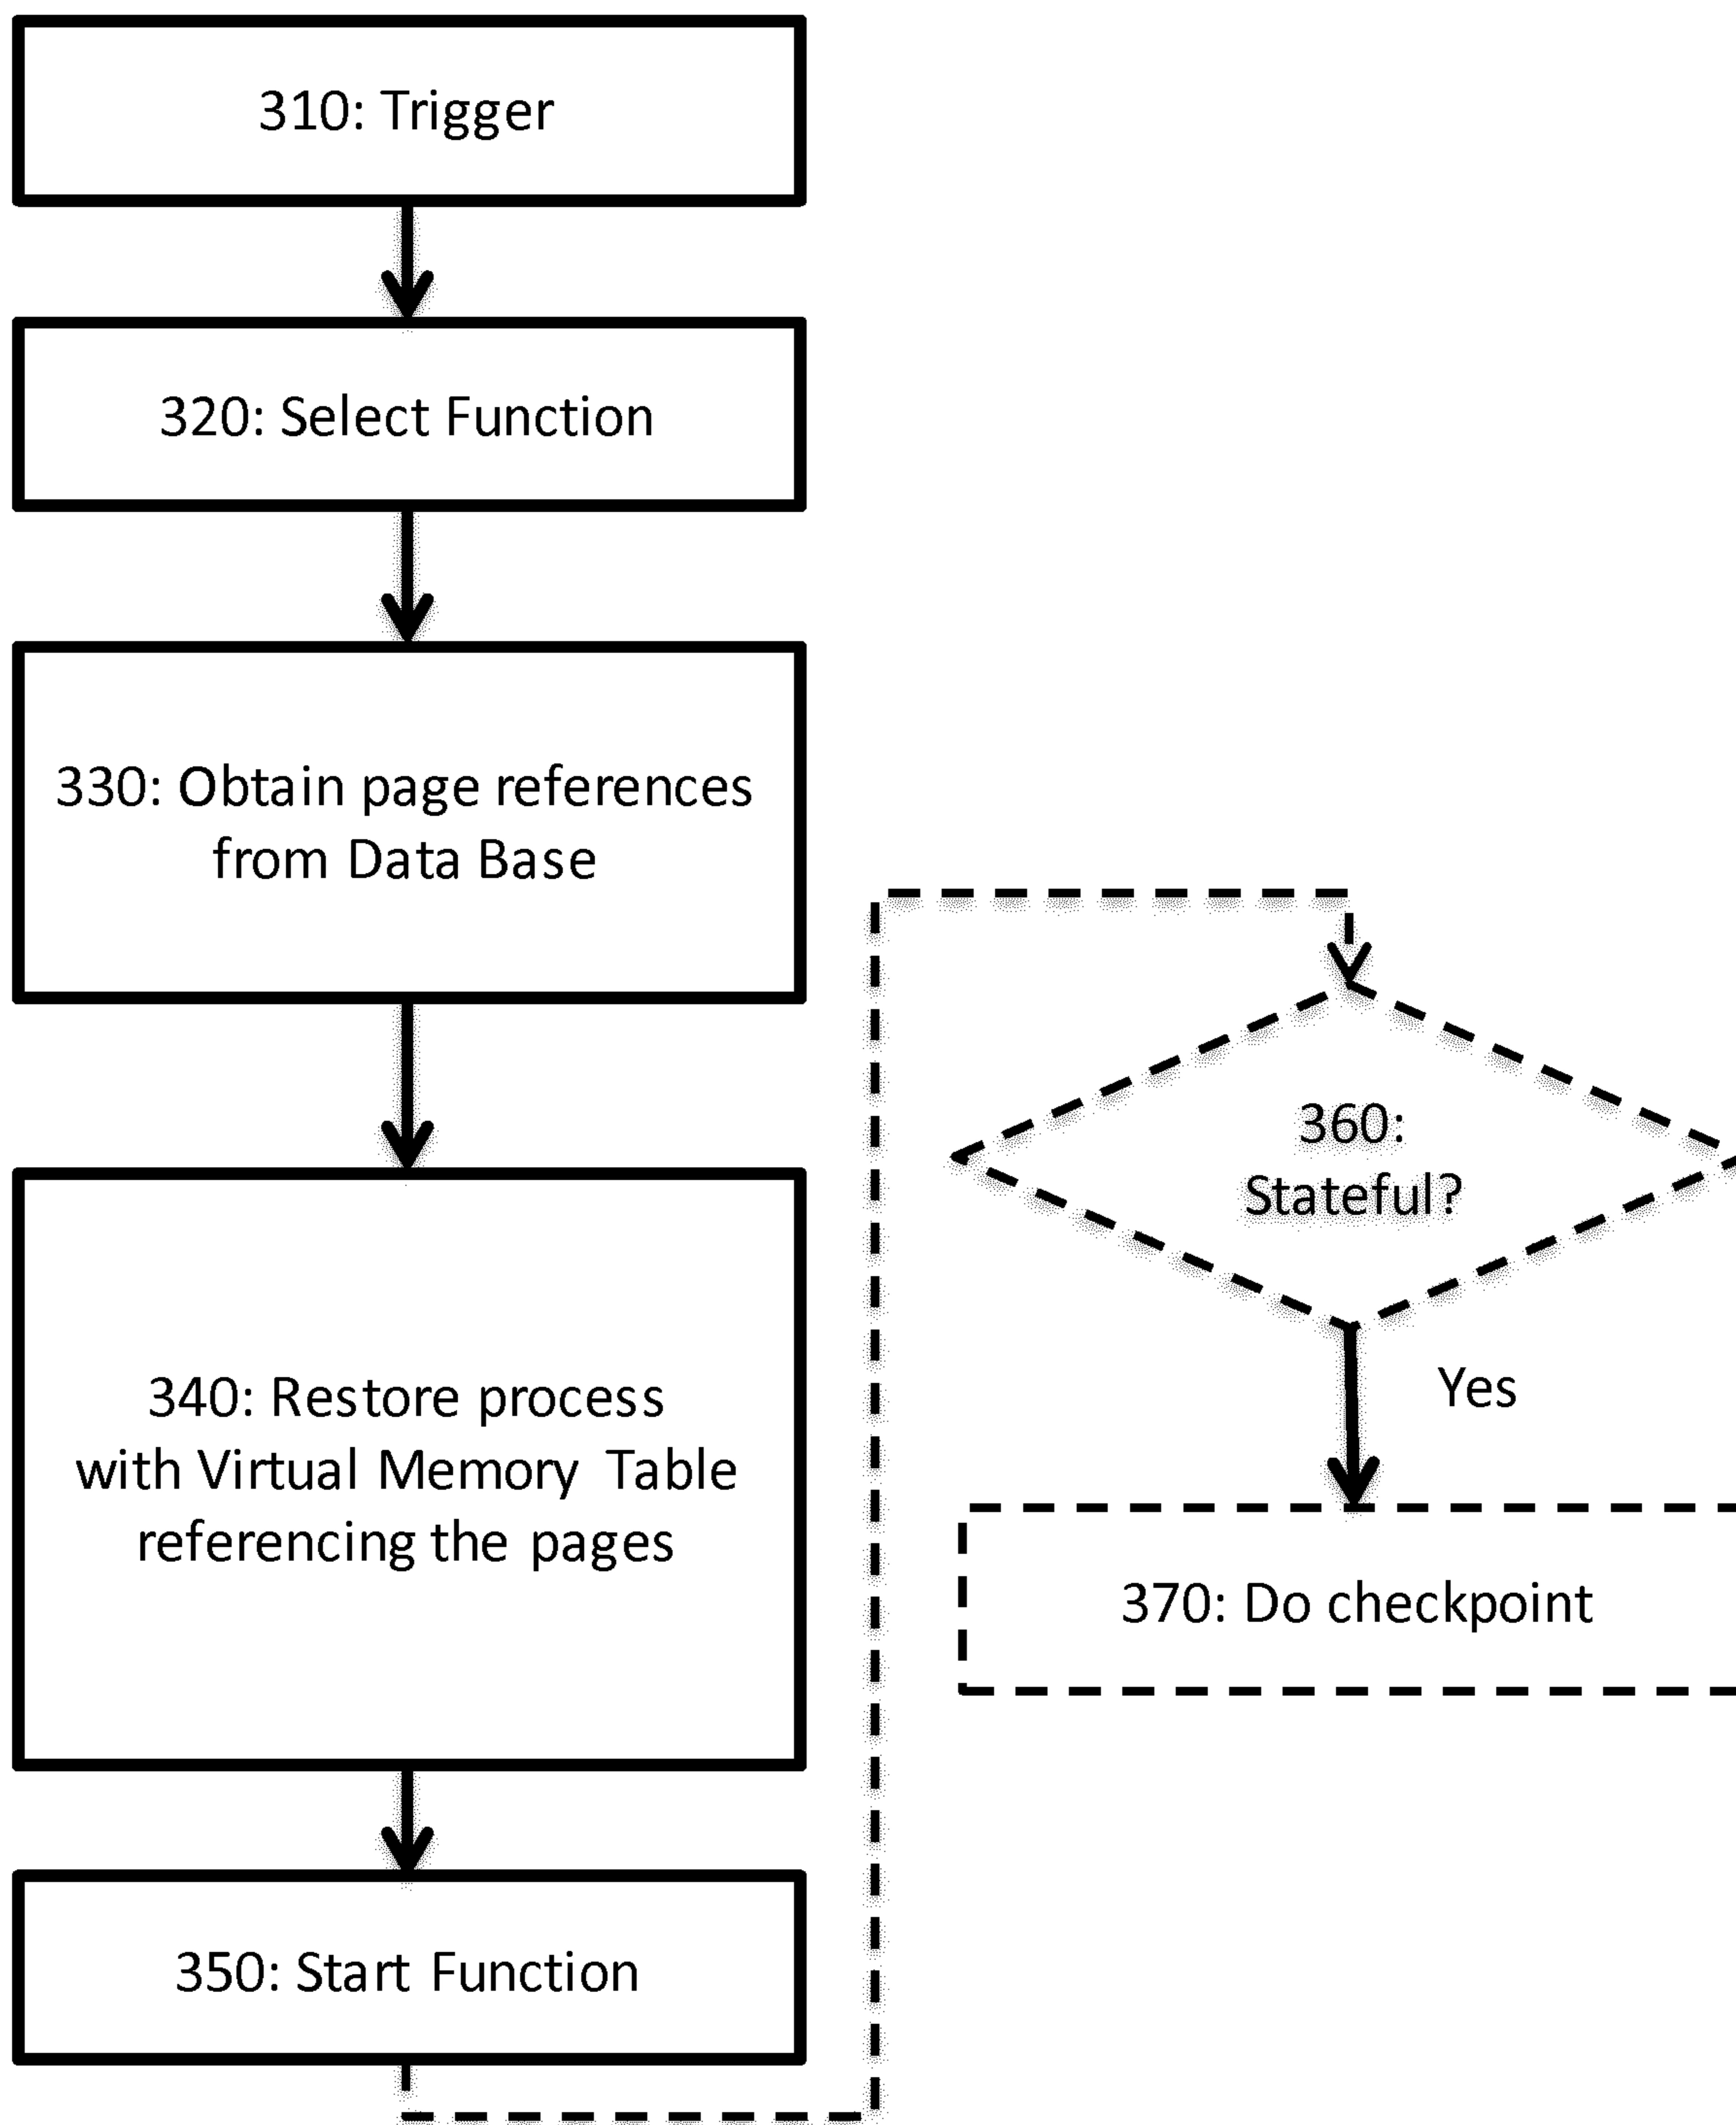 310: Trigger
320: Select Function
330: Obtain page references
from Data Base
340: Restore process
with Virtual Memory Table
referencing the pages
350: Start Function
360:
Stateful?
Yes
370: Do checkpoint